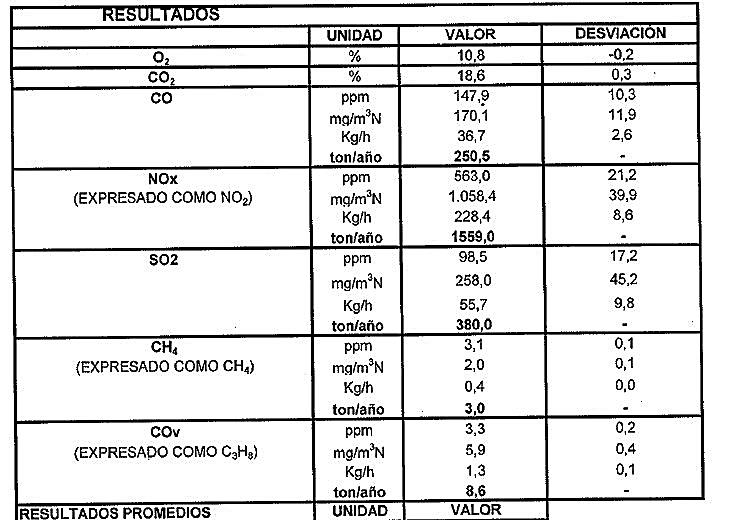 RESULTADOS
UNIDAD VALOR DESVIACIÓN
O₂ % 10,8 -0,2
CO₂ % 18,6 0,3
CO ppm 147,9 10,3
mg/m³N 170,1 11,9
Kg/h 36,7 2,6
ton/año 250,5 -
NOx ppm 563,0 21,2
(EXPRESADO COMO NO₂) mg/m³N 1.058,4 39,9
Kg/h 228,4 8,6
ton/año 1559,0 -
SO2 ppm 98,5 17,2
mg/m³N 258,0 45,2
Kg/h 55,7 9,8
ton/año 380,0 -
CH₄ ppm 3,1 0,1
(EXPRESADO COMO CH₄) mg/m³N 2,0 0,1
Kg/h 0,4 0,0
ton/año 3,0 -
COv ppm 3,3 0,2
(EXPRESADO COMO C₃H₈) mg/m³N 5,9 0,4
Kg/h 1,3 0,1
ton/año 8,6 -
RESULTADOS PROMEDIOS UNIDAD VALOR